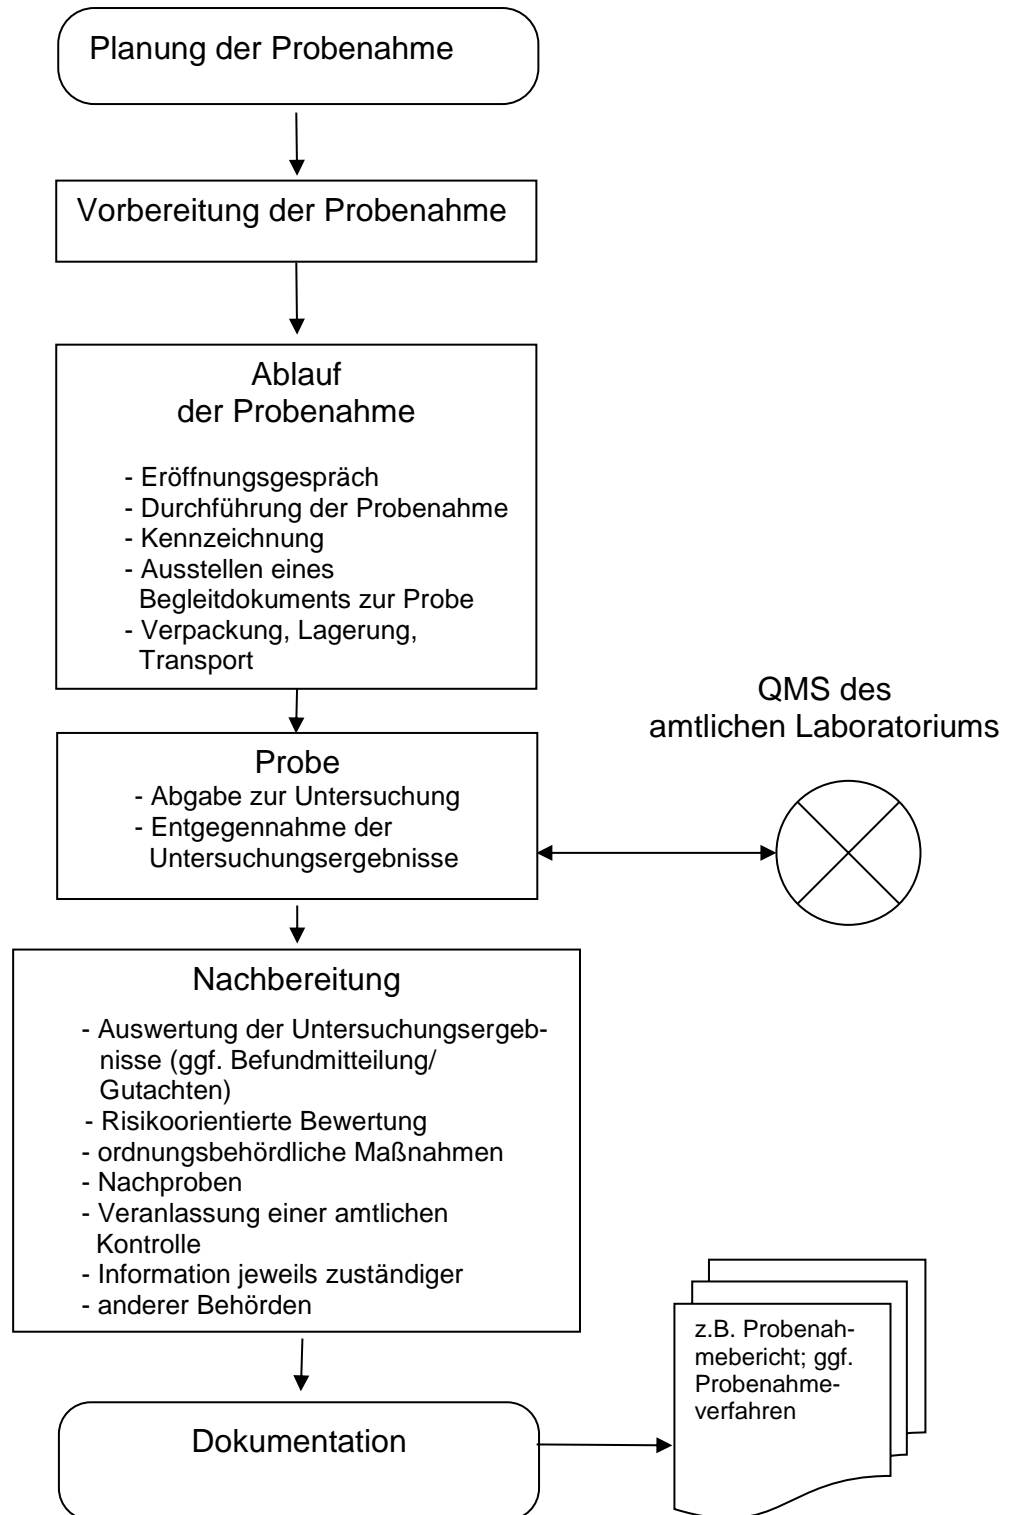 Planung der Probenahme
Vorbereitung der Probenahme
Ablauf
der Probenahme
- Eröffnungsgespräch
- Durchführung der Probenahme
- Kennzeichnung
- Ausstellen eines
Begleitdokuments zur Probe
- Verpackung, Lagerung,
Transport
QMS des
amtlichen Laboratoriums
Probe
- Abgabe zur Untersuchung
- Entgegennahme der
Untersuchungsergebnisse
Nachbereitung
- Auswertung der Untersuchungsergeb-
nisse (ggf. Befundmitteilung/
Gutachten)
- Risikoorientierte Bewertung
- ordnungsbehördliche Maßnahmen
- Nachproben
- Veranlassung einer amtlichen
Kontrolle
- Information jeweils zuständiger
- anderer Behörden
z.B. Probenah-
mebericht; ggf.
Probenahme-
verfahren
Dokumentation